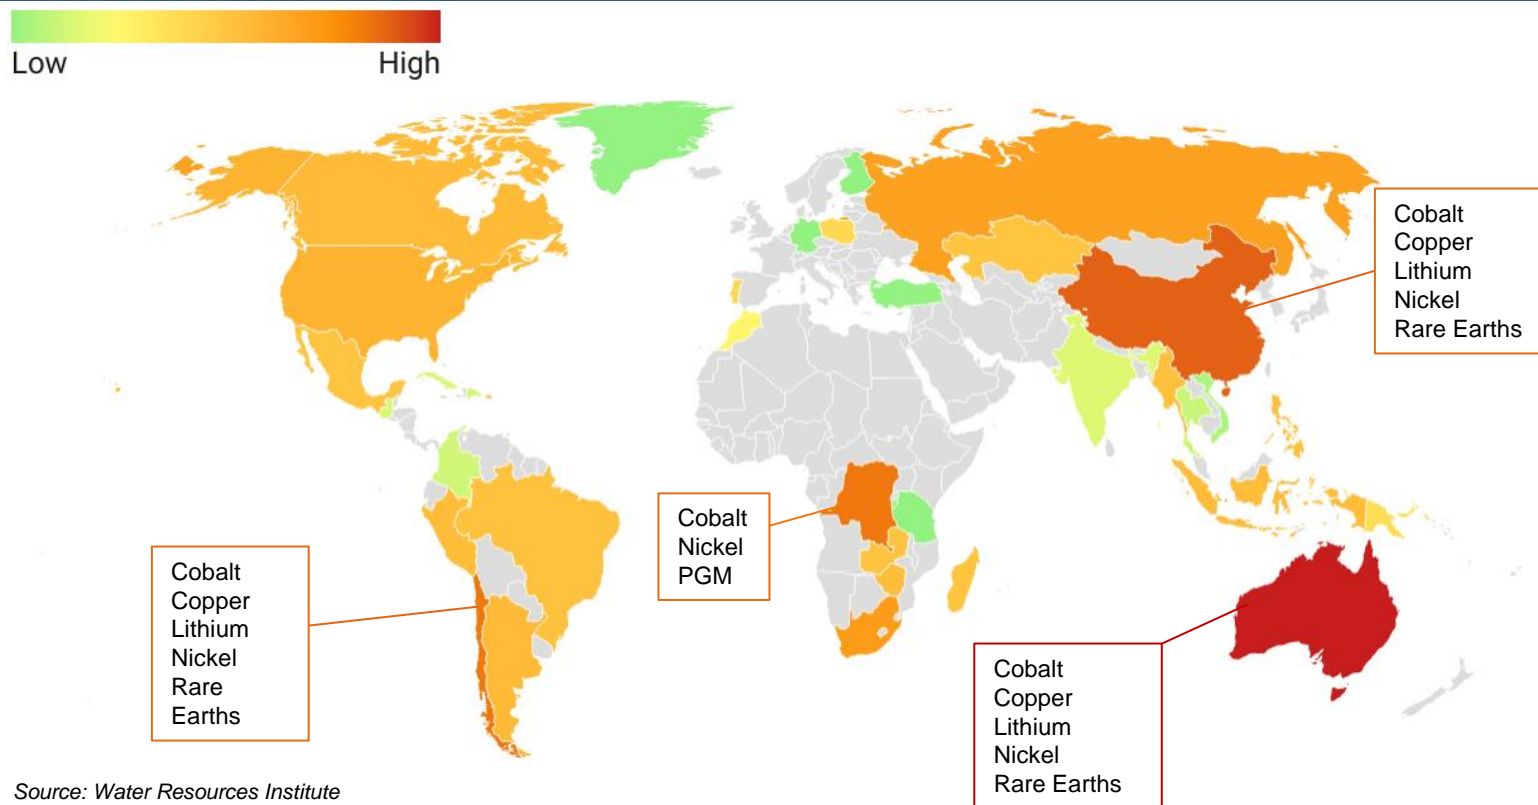 Low
High
Cobalt
Copper
Lithium
Nickel
Rare Earths
Cobalt
Nickel
PGM
Cobalt
Copper
Lithium
Nickel
Rare
Earths
Cobalt
Copper
Lithium
Nickel
Rare Earths
Source: Water Resources Institute